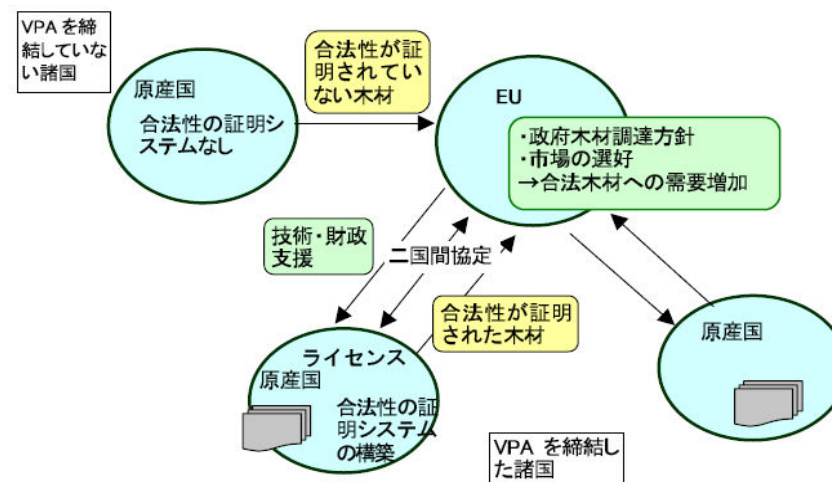 VPAを締
結していな
い諸国
原産国
合法性の証明シ
ステムなし
合法性が証
明されてい
ない木材
EU
・政府木材調達方針
・市場の選好
→合法木材への需要増加
技術・財政
支援
二国間協定
合法性が証明
された木材
ライセンス
原産国
合法性の証
明システム
の構築
原産国
VPA を締結し
た諸国